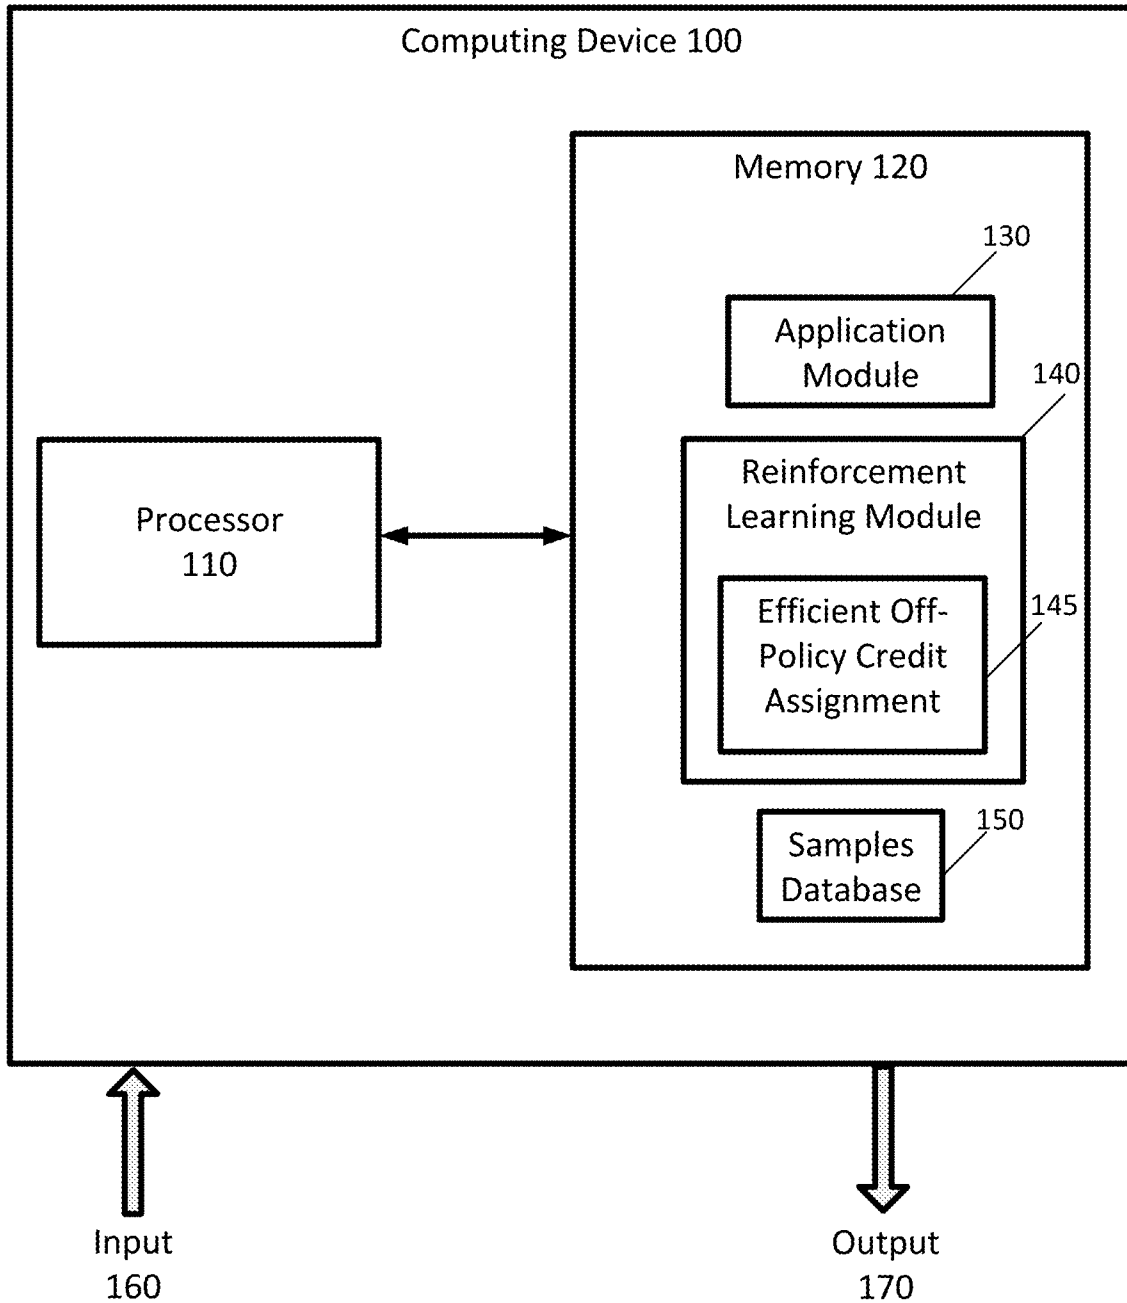 Computing Device 100
Memory 120
130
Application
Module
140
Reinforcement
Learning Module
Processor
110
Efficient Off-
Policy Credit
Assignment
145
Samples
Database
150
Input
160
Output
170